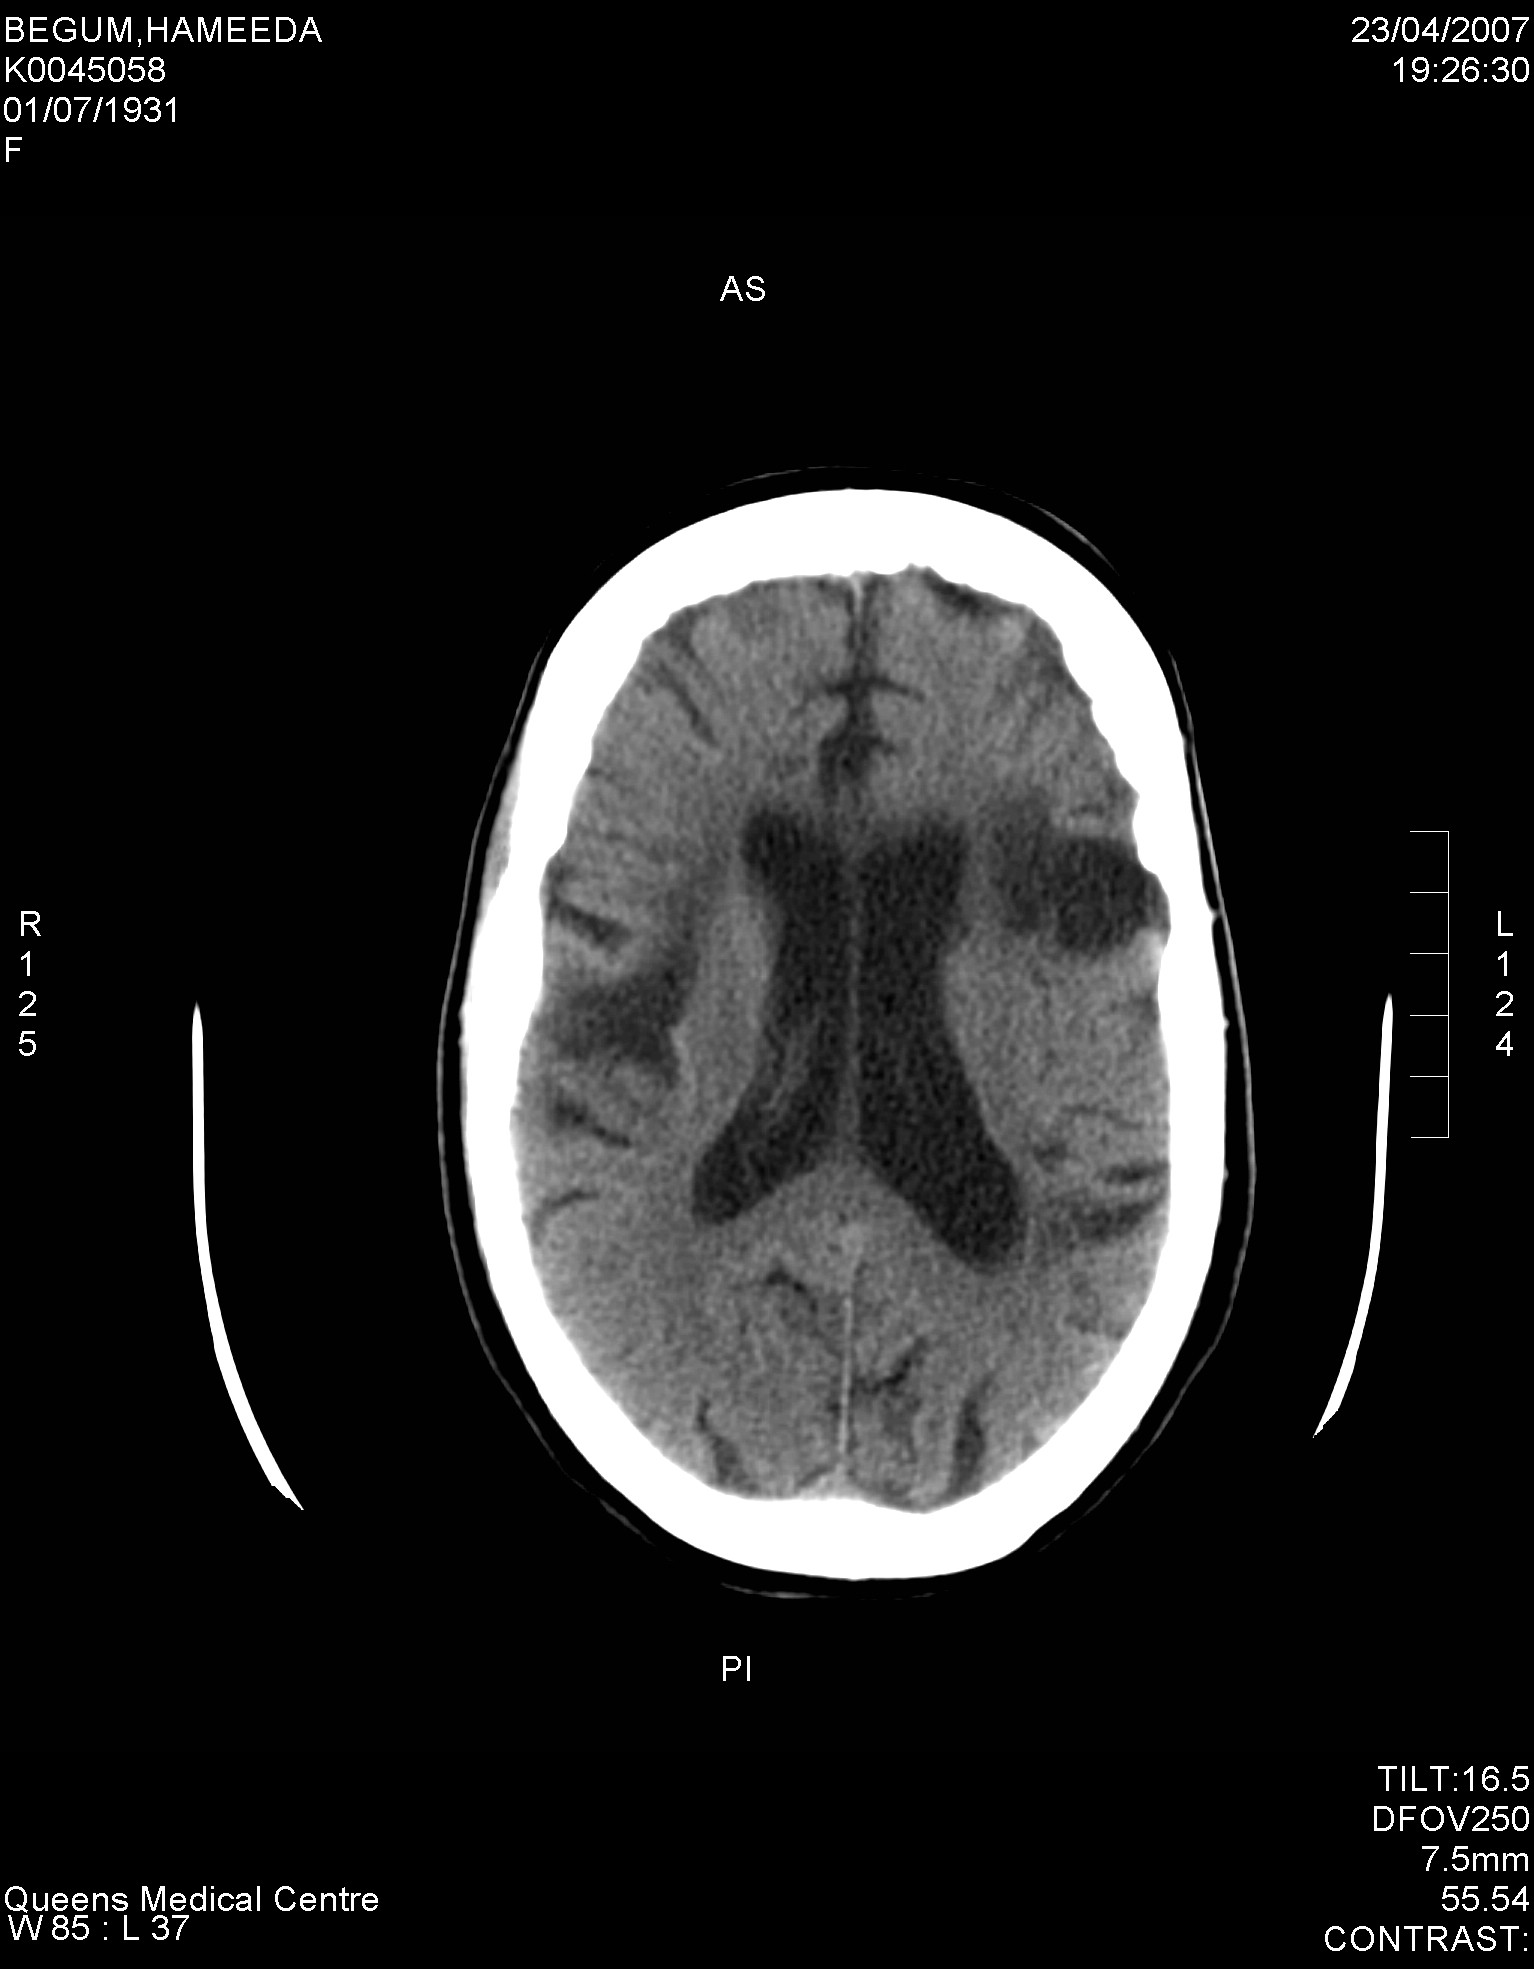 BEGUM,HAMEEDA
K0045058
01/07/1931
F
23/04/2007
19:26:30
AS
R
1
2
5
L
1
2
4
PI
TILT:16.5
DFOV250
7.5mm
55.54
CONTRAST:
Queens Medical Centre
W 85 : L 37